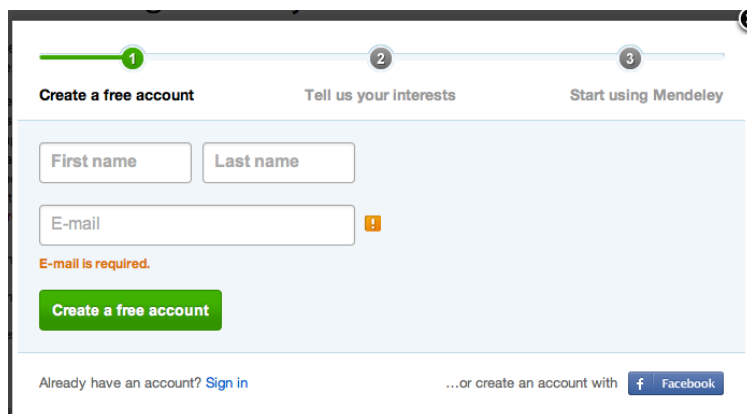 1 2 3
Create a free account Tell us your interests Start using Mendeley
First name Last name
E-mail
E-mail is required.
Create a free account
Already have an account? Sign in ...or create an account with f Facebook